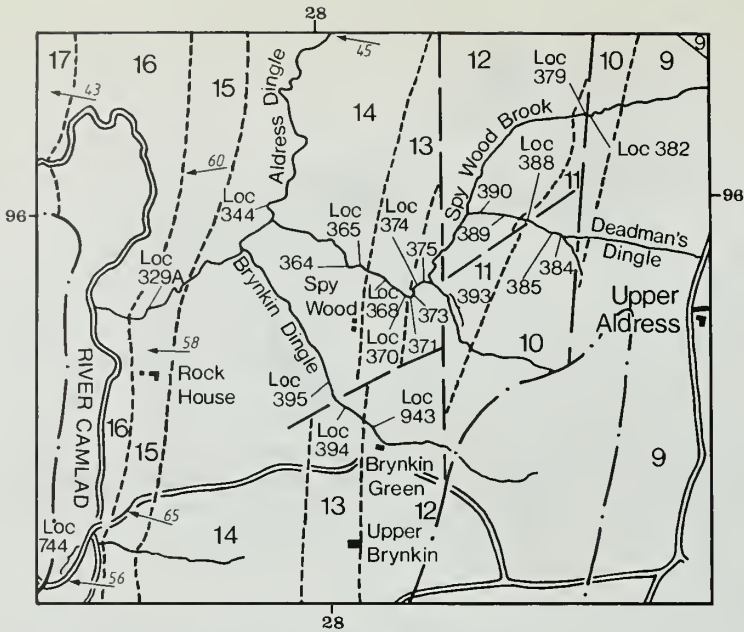 28
17
16
15
45
14
13
12
Loc
379
10
9
9
43
60
Aldress Dingle
Spy Wood Brook
Loc
388
Loc 382
11
96
96
Loc
344
Loc
365
Loc
374
390
389
375
Deadman's
Dingle
384
385
Loc
329A
Brynkin Dingle
364
Spy
Wood
Loc
368
Loc
370
373
371
393
11
Upper
Aldress
10
58
Rock
House
RIVER CAMLAD
Loc
395
Loc
394
Loc
943
16
15
Brynkin
Green
9
65
14
13
12
Upper
Brynkin
Loc
744
56
28